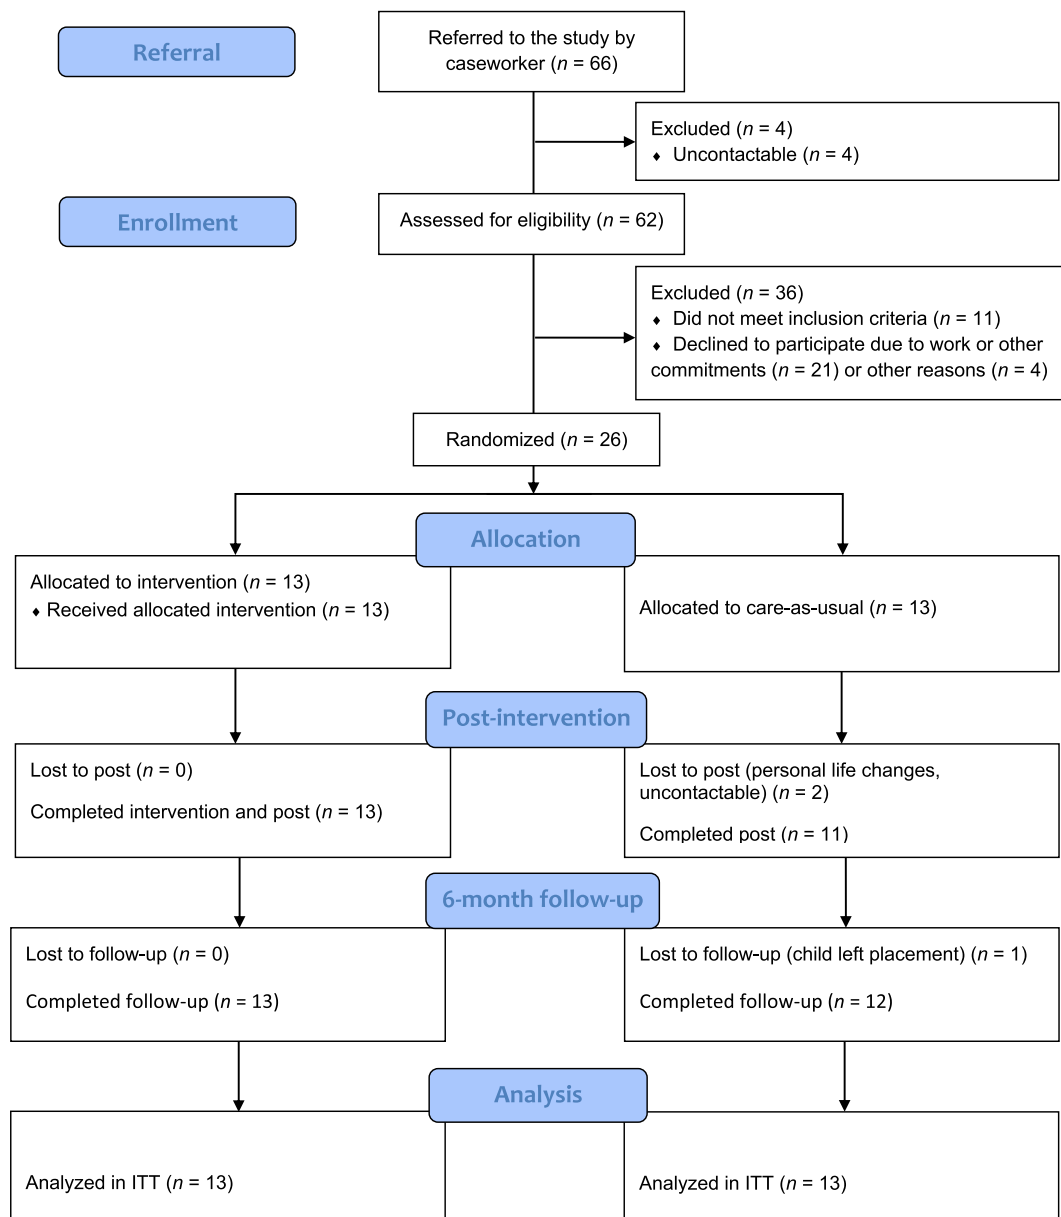 Referral
Referred to the study by
caseworker (n = 66)
Excluded (n = 4)
⬧ Uncontactable (n = 4)
Enrollment
Assessed for eligibility (n = 62)
Excluded (n = 36)
⬧ Did not meet inclusion criteria (n = 11)
⬧ Declined to participate due to work or other
commitments (n = 21) or other reasons (n = 4)
Randomized (n = 26)
Allocation
Allocated to intervention (n = 13)
⬧ Received allocated intervention (n = 13)
Allocated to care-as-usual (n = 13)
Post-intervention
Lost to post (n = 0)
Completed intervention and post (n = 13)
Lost to post (personal life changes,
uncontactable) (n = 2)
Completed post (n = 11)
6-month follow-up
Lost to follow-up (n = 0)
Completed follow-up (n = 13)
Lost to follow-up (child left placement) (n = 1)
Completed follow-up (n = 12)
Analysis
Analyzed in ITT (n = 13)
Analyzed in ITT (n = 13)